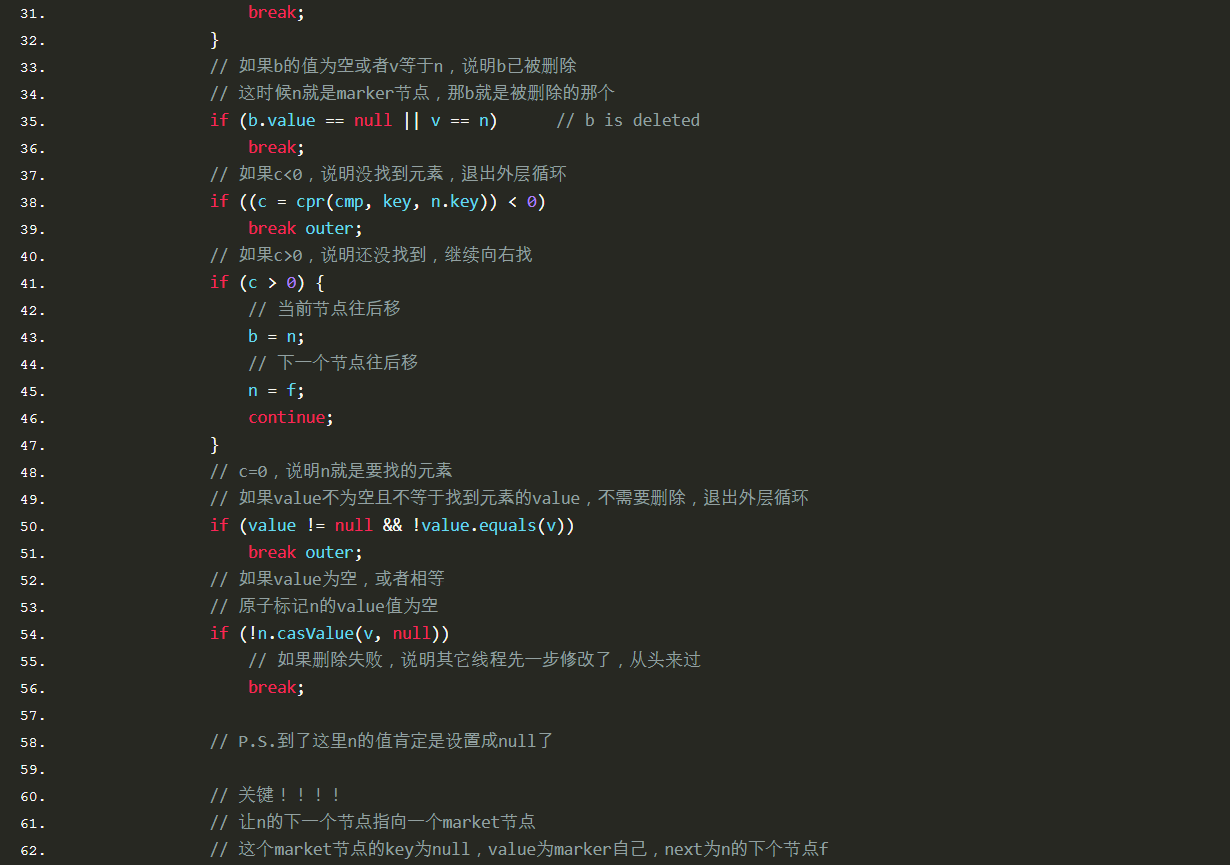 31. break;
32. }
33. // 如果b的值为空或者v等于n，说明b已被删除
34. // 这时候n就是marker节点，那b就是被删除的那个
35. if (b.value == null || v == n)      // b is deleted
36. break;
37. // 如果c<0，说明没找到元素，退出外层循环
38. if ((c = cpr(cmp, key, n.key)) < 0)
39. break outer;
40. // 如果c>0，说明还没找到，继续向右找
41. if (c > 0) {
42. // 当前节点往后移
43. b = n;
44. // 下一个节点往后移
45. n = f;
46. continue;
47. }
48. // c=0，说明n就是要找的元素
49. // 如果value不为空且不等于找到元素的value，不需要删除，退出外层循环
50. if (value != null && !value.equals(v))
51. break outer;
52. // 如果value为空，或者相等
53. // 原子标记n的value值为空
54. if (!n.casValue(v, null))
55. // 如果删除失败，说明其它线程先一步修改了，从头来过
56. break;
57.
58. // P.S.到了这里n的值肯定是设置成null了
59.
60. // 关键！！！！
61. // 让n的下一个节点指向一个market节点
62. // 这个market节点的key为null，value为marker自己，next为n的下个节点f